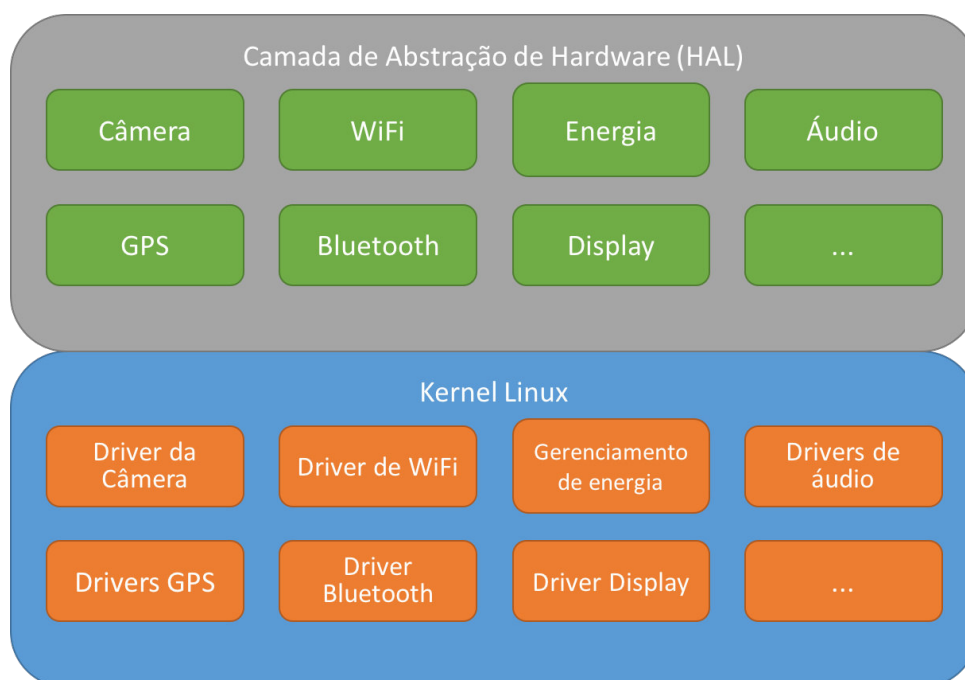 Camada de Abstração de Hardware (HAL)
Câmera
WiFi
Energia
Áudio
GPS
Bluetooth
Display
...
Kernel Linux
Driver da
Câmera
Driver de WiFi
Gerenciamento
de energia
Drivers de
áudio
Drivers GPS
Driver
Bluetooth
Driver Display
...